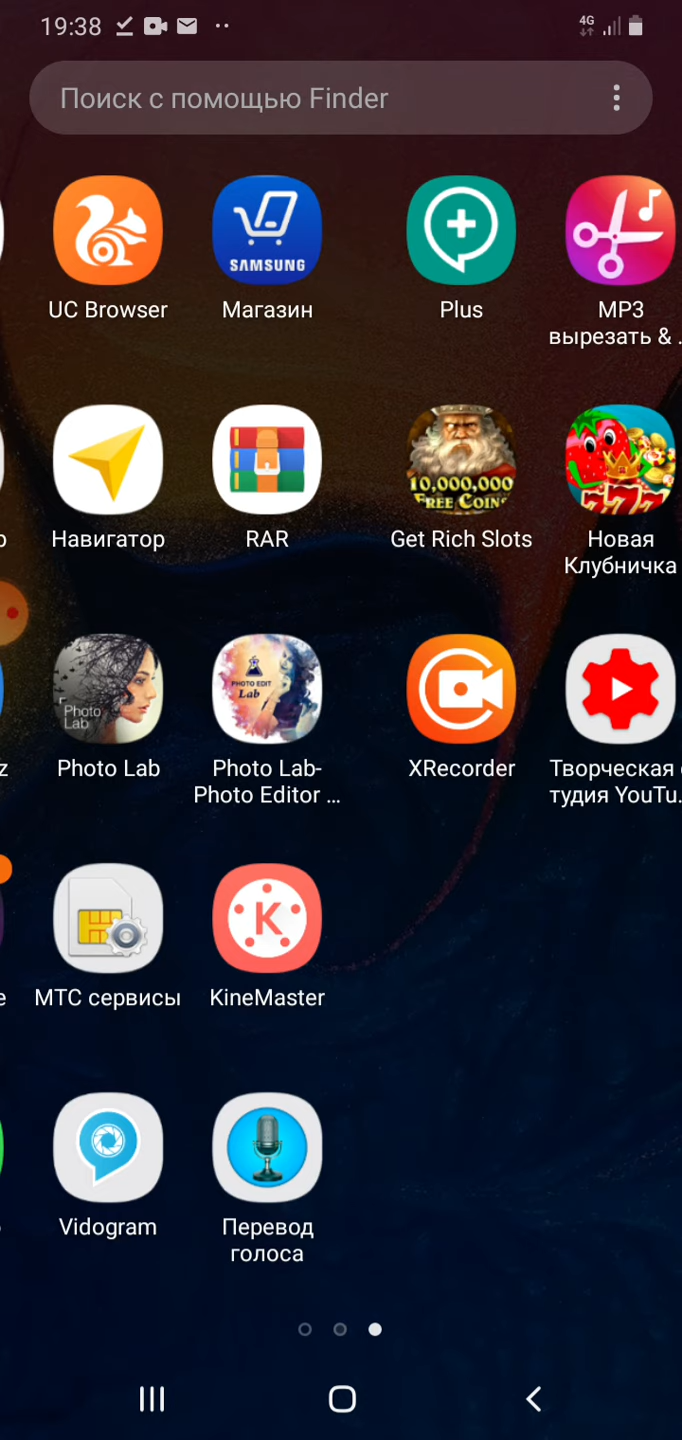 19:38
4G
Поиск с помощью Finder
SAMSUNG
UC Browser
Магазин
Plus
MP3
вырезать & .
10,000,000
FREE COINS
р
Навигатор
RAR
Get Rich Slots
Новая
Клубничка
Photo
Lab
PHOTO EDIT
Lab
z
Photo Lab
Photo Lab-
Photo Editor ...
XRecorder
Творческая с
тудия YouTu.
K
e
МТС сервисы
KineMaster
Vidogram
Перевод
голоса